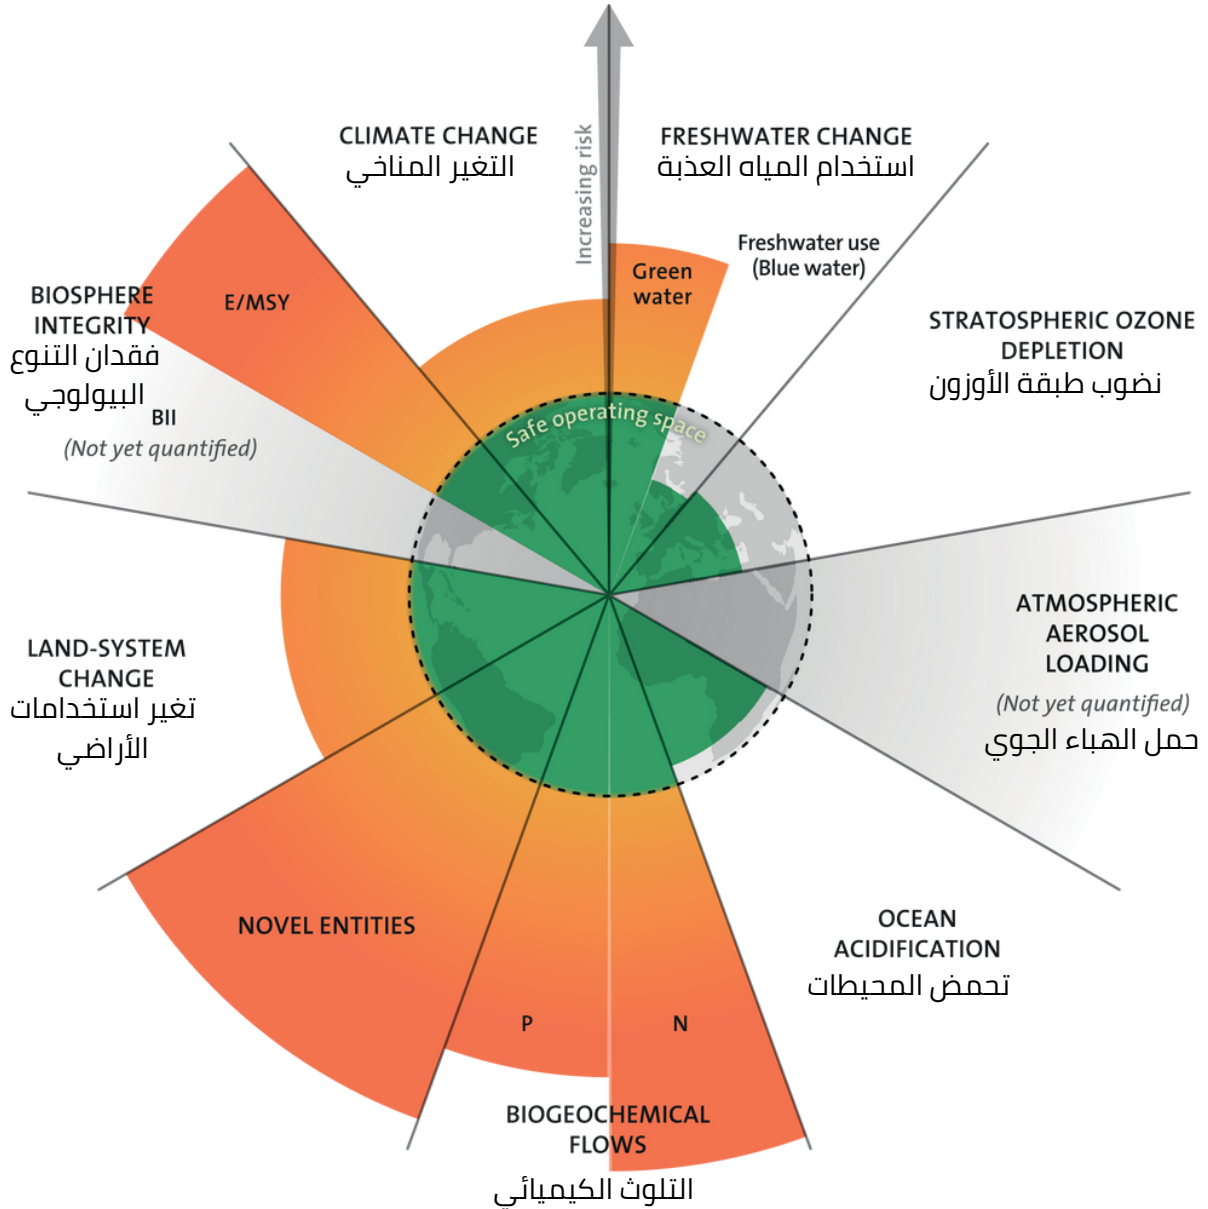 Increasing risk
CLIMATE CHANGE
التغير المناخي
FRESHWATER CHANGE
استخدام المياه العذبة
Green
water
Freshwater use
(Blue water)
STRATOSPHERIC OZONE
DEPLETION
نضوب طبقة الأوزون
ATMOSPHERIC
AEROSOL
LOADING
(Not yet quantified)
حمل الهباء الجوي
OCEAN
ACIDIFICATION
تحمض المحيطات
N
P
BIOGEOCHEMICAL
FLOWS
التلوث الكيميائي
NOVEL ENTITIES
LAND-SYSTEM
CHANGE
تغير استخدامات
الأراضي
BIOSPHERE
INTEGRITY
فقدان التنوع
البيولوجي
E/MSY
BII
(Not yet quantified)
Safe operating space